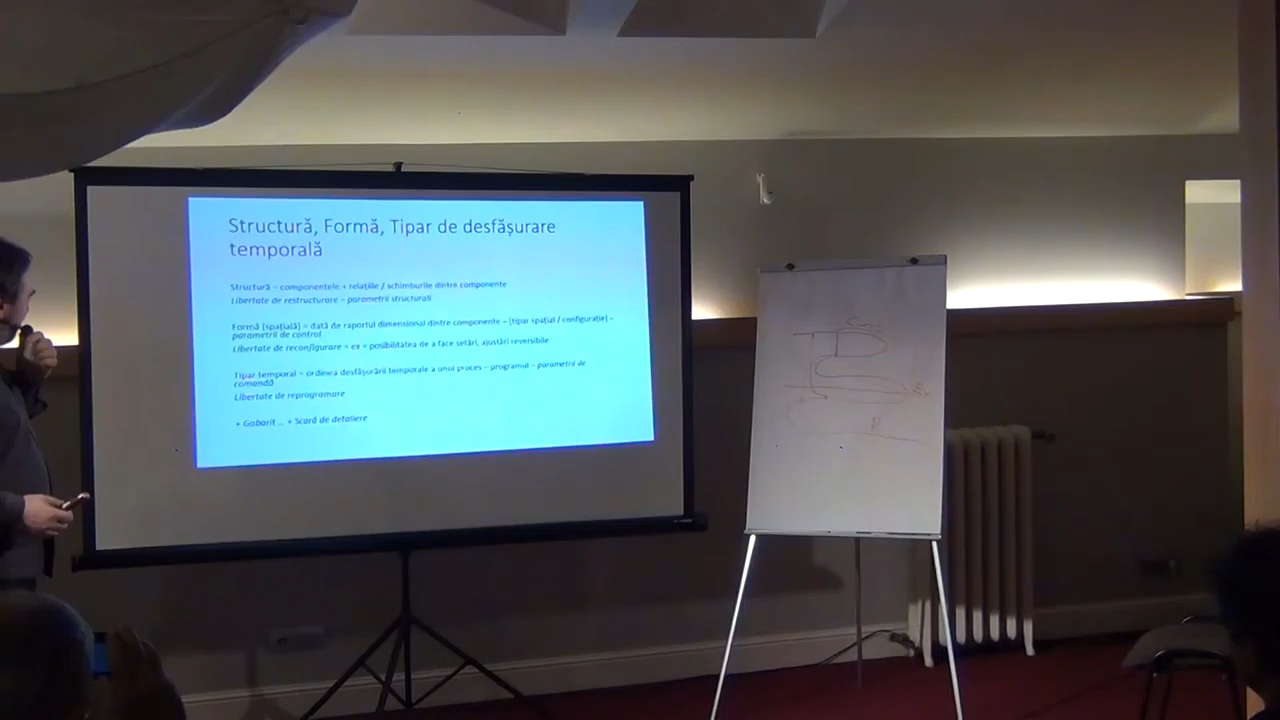 Structură, Formă, Tipar de desfășurare
temporală
Structură – componentele + relațiile / schimburile dintre componente
Libertate de restructurare – parametrii structurali
Formă (spațială) = dată de raportul dimensional dintre componente – (tipar spațial / configurație) –
parametrii de control
Libertate de reconfigurare = ex = posibilitatea de a face setări, ajustări reversibile
Tipar temporal = ordinea desfășurării temporale a unui proces – programul – parametrii de
comandă
Libertate de reprogramare
+ Gabarit ... + Scară de detaliere